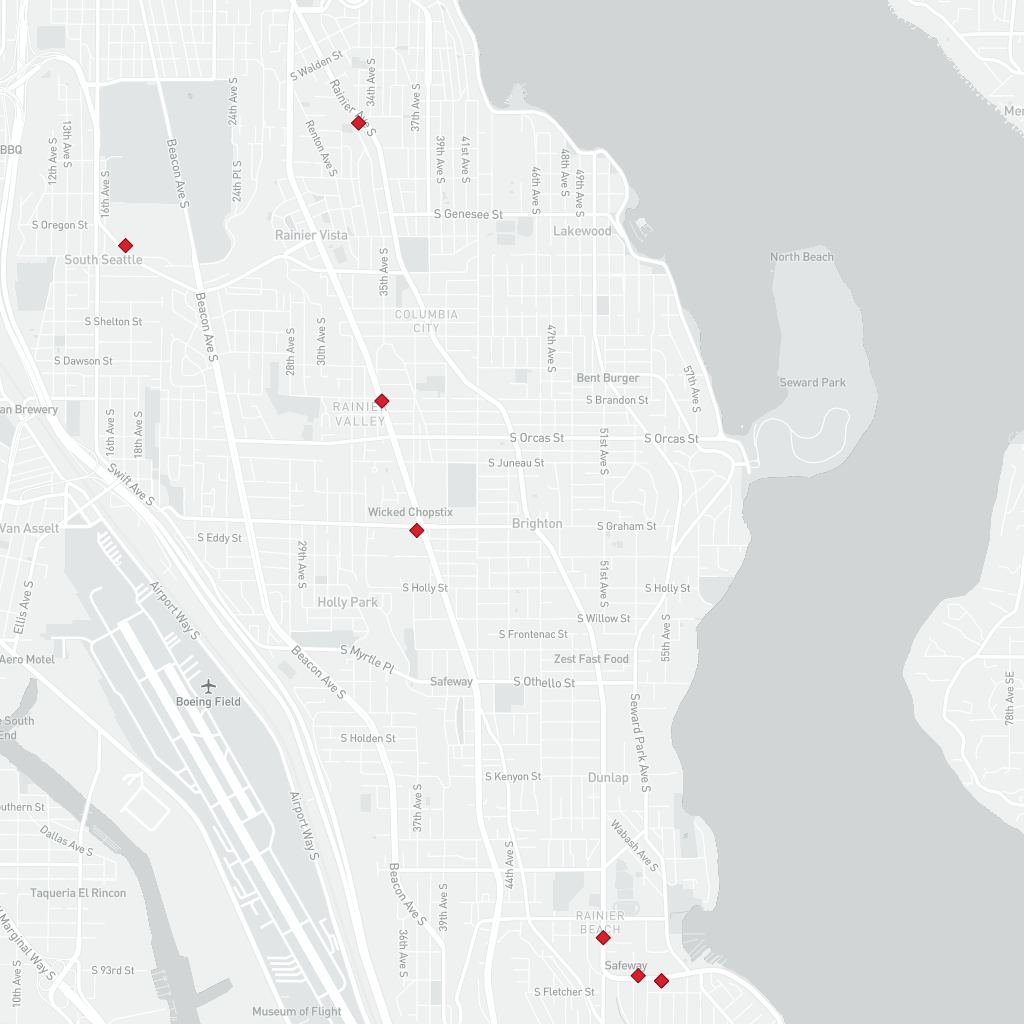 S Walden St
34th Ave S
24th Ave S
Rainier Ave S
37th Ave S
13th Ave S
Renton Ave S
BBQ
12th Ave S
Beacon Ave S
39th Ave S
41st Ave S
48th Ave S
24th Pl S
16th Ave S
46th Ave S
49th Ave S
S Genesee St
S Oregon St
Lakewood
Rainier Vista
South Seattle
North Beach
35th Ave S
Beacon Ave S
S Shelton St
COLUMBIA
CITY
28th Ave S
30th Ave S
47th Ave S
S Dawson St
Bent Burger
57th Ave S
Seward Park
S Brandon St
an Brewery
RAINIER
VALLEY
16th Ave S
18th Ave S
S Orcas St
S Orcas St
51st Ave S
S Juneau St
Swift Ave S
Wicked Chopstix
Brighton
S Graham St
Van Asselt
S Eddy St
29th Ave S
S Holly St
51st Ave S
S Holly St
Ellis Ave S
Airport Way S
Holly Park
S Willow St
S Frontenac St
55th Ave S
S Myrtle Pl
Zest Fast Food
Aero Motel
Beacon Ave S
Safeway
S Othello St
Boeing Field
78th Ave SE
e South
End
Seward Park Ave S
S Holden St
S Kenyon St
Dunlap
outhern St
Airport Way S
37th Ave S
Dallas Ave S
Wabash Ave S
44th Ave S
Taqueria El Rincon
Beacon Ave S
39th Ave S
RAINIER
BEACH
Marginal Way S
36th Ave S
S 93rd St
Safeway
10th Ave S
S Fletcher St
Museum of Flight